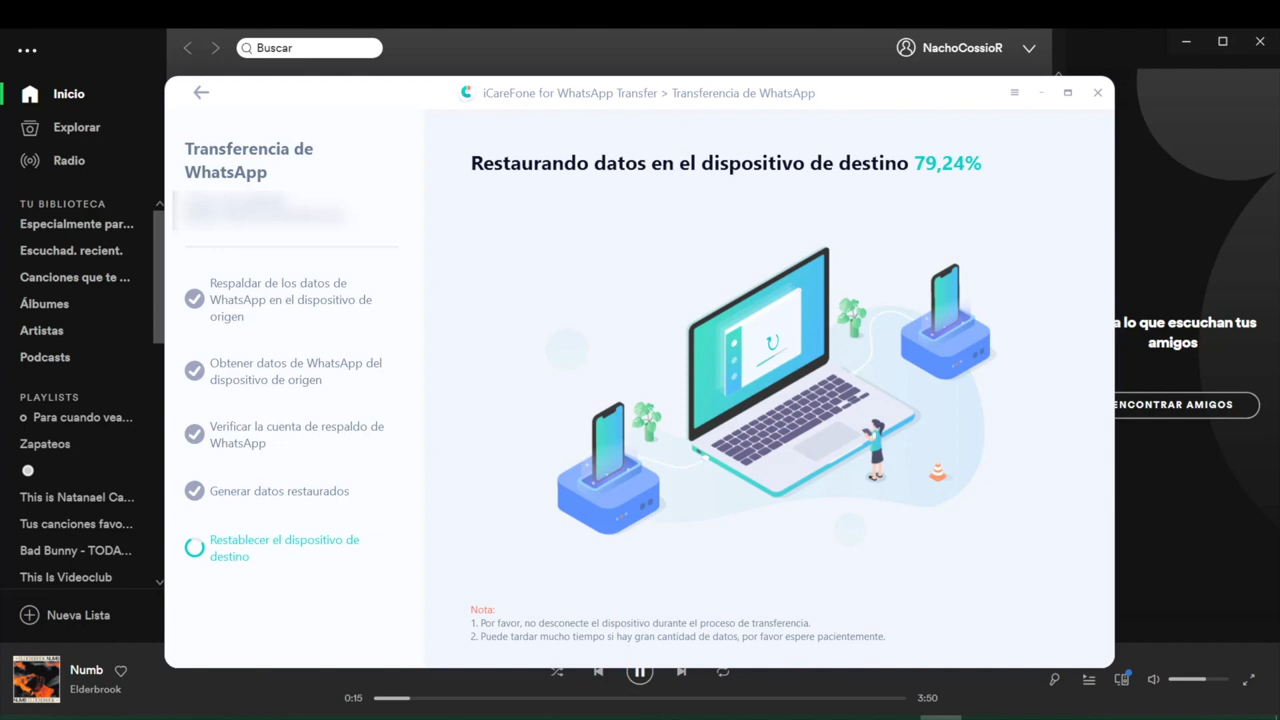 Buscar
NachoCossioR
Inicio
Explorar
Radio
TU BIBLIOTECA
Especialmente par...
Escuchad. recient.
Canciones que te ...
Álbumes
Artistas
Podcasts
PLAYLISTS
Para cuando vea...
Zapateos
This is Natanael Ca...
Tus canciones favo...
Bad Bunny - TODA...
This Is Videoclub
Nueva Lista
iCareFone for WhatsApp Transfer > Transferencia de WhatsApp
Transferencia de
WhatsApp
Respaldar de los datos de
WhatsApp en el dispositivo de
origen
Obtener datos de WhatsApp del
dispositivo de origen
Verificar la cuenta de respaldo de
WhatsApp
Generar datos restaurados
Restablecer el dispositivo de
destino
Restaurando datos en el dispositivo de destino 79,24%
Nota:
1. Por favor, no desconecte el dispositivo durante el proceso de transferencia.
2. Puede tardar mucho tiempo si hay gran cantidad de datos, por favor espere pacientemente.
a lo que escuchan tus
amigos
ENCONTRAR AMIGOS
Numb
Elderbrook
0:15
3:50